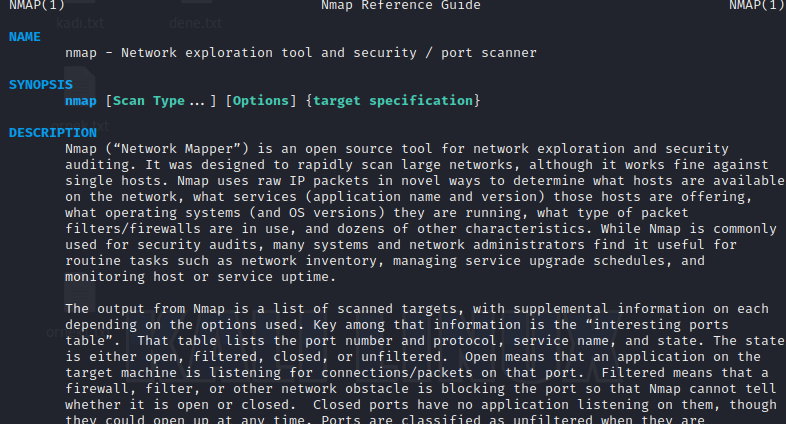 NMAP(1) Nmap Reference Guide NMAP(1)
kadi.txt dene.txt
NAME
nmap - Network exploration tool and security / port scanner
SYNOPSIS
nmap [Scan Type...] [Options] {target specification}
DESCRIPTION
Nmap (“Network Mapper”) is an open source tool for network exploration and security
auditing. It was designed to rapidly scan large networks, although it works fine against
single hosts. Nmap uses raw IP packets in novel ways to determine what hosts are available
on the network, what services (application name and version) those hosts are offering,
what operating systems (and OS versions) they are running, what type of packet
filters/firewalls are in use, and dozens of other characteristics. While Nmap is commonly
used for security audits, many systems and network administrators find it useful for
routine tasks such as network inventory, managing service upgrade schedules, and
monitoring host or service uptime.
The output from Nmap is a list of scanned targets, with supplemental information on each
depending on the options used. Key among that information is the “interesting ports
table”.  That table lists the port number and protocol, service name, and state. The state
is either open, filtered, closed, or unfiltered.  Open means that an application on the
target machine is listening for connections/packets on that port.  Filtered means that a
firewall, filter, or other network obstacle is blocking the port so that Nmap cannot tell
whether it is open or closed.  Closed ports have no application listening on them, though
they could open up at any time. Ports are classified as unfiltered when they are